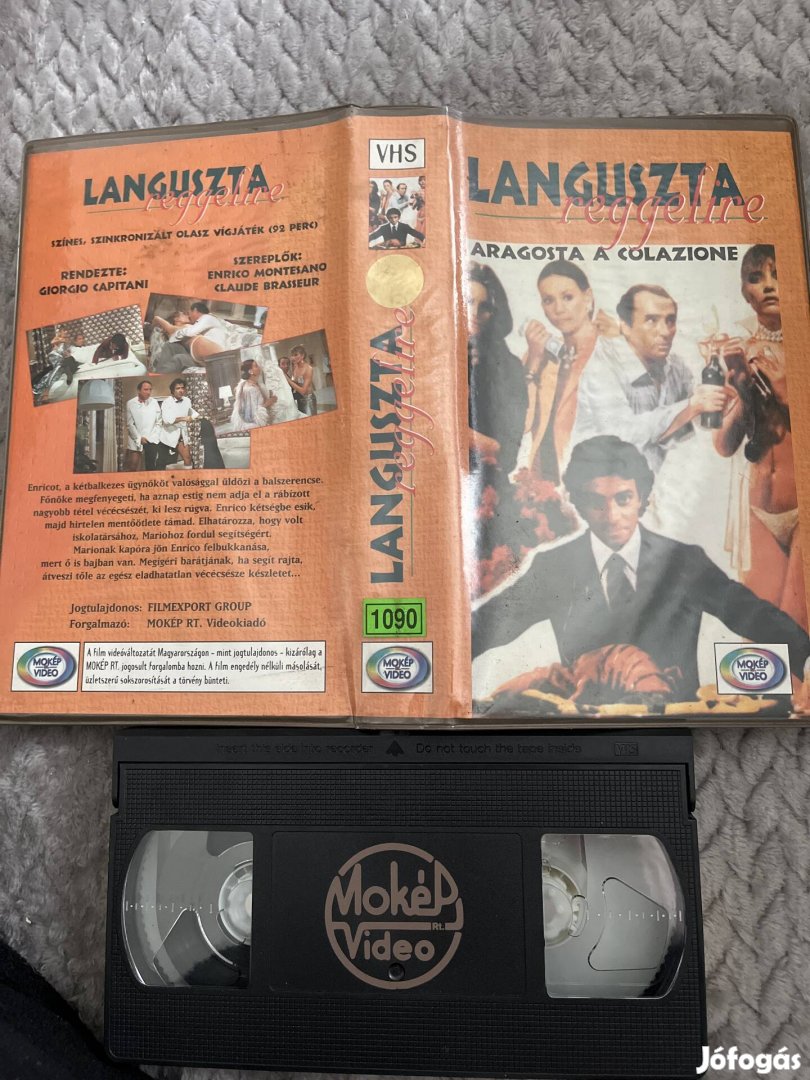 LANGUSZTA
reggelire
SZÍNES, SZINKRONIZÁLT OLASZ VÍGJÁTÉK (92 PERC)
RENDEZTE:
GIORGIO CAPITANI
SZEREPLŐK:
ENRICO MONTESANO
CLAUDE BRASSEUR
Enricot, a kétbalkezes ügynököt valósággal üldözi a balszerencse.
Főnöke megfenyegeti, ha aznap estig nem adja el a rábízott
nagyobb tétel vécécsészét, ki lesz rúgva. Enrico kétségbe esik,
majd hirtelen mentőötlete támad. Elhatározza, hogy volt
iskolatársához, Mariohoz fordul segítségért.
Marionak kapóra jön Enrico felbukkanása,
mert ő is bajban van. Megígéri barátjának, ha segít rajta,
átveszi tőle az egész eladhatatlan vécécsésze készletet...
Jogtulajdonos: FILMEXPORT GROUP
Forgalmazó: MOKÉP RT. Videokiadó
MOKÉP
VIDEO
A film videóváltozatát Magyarországon - mint jogtulajdonos - kizárólag a
MOKÉP RT. jogosult forgalomba hozni. A film engedély nélküli másolását,
üzletszerű sokszorosítását a törvény bünteti.
VHS
LANGUSZTA
reggelire
1090
MOKÉP
VIDEO
LANGUSZTA
reggelire
ARAGOSTA A COLAZIONE
MOKÉP
VIDEO
Insert this side into recorder
Do not touch the tape inside
VHS
Mokép
Rt.
Video
Jófogás